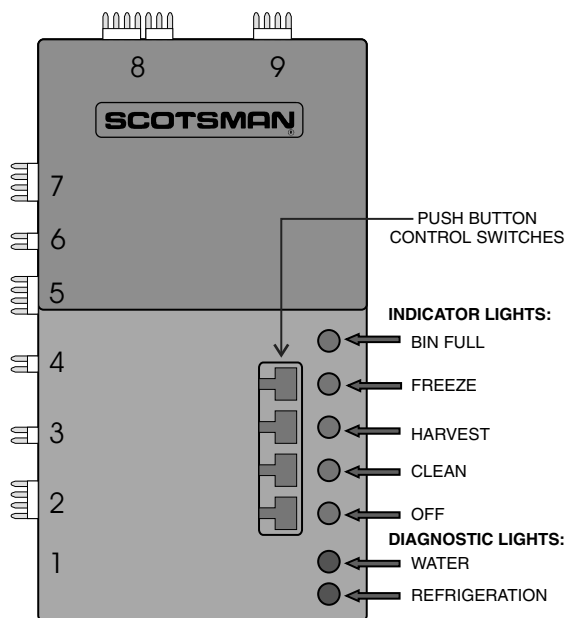 8
9
SCOTSMAN
®
7
6
PUSH BUTTON
CONTROL SWITCHES
5
INDICATOR LIGHTS:
BIN FULL
4
FREEZE
3
HARVEST
CLEAN
2
OFF
DIAGNOSTIC LIGHTS:
1
WATER
REFRIGERATION